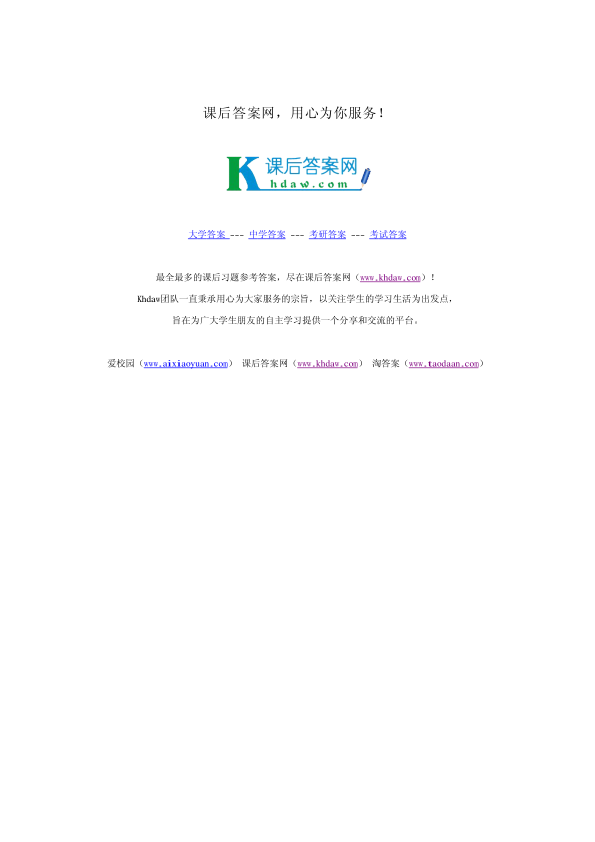 课后答案网，用心为你服务！
K 课后答案网
hdaw.com
大学答案 --- 中学答案 --- 考研答案 --- 考试答案
最全最多的课后习题参考答案，尽在课后答案网（www.khdaw.com）！
Khdaw团队一直秉承用心为大家服务的宗旨，以关注学生的学习生活为出发点，
旨在为广大学生朋友的自主学习提供一个分享和交流的平台。
爱校园（www.aixiaoyuan.com） 课后答案网（www.khdaw.com） 淘答案（www.taodaan.com）